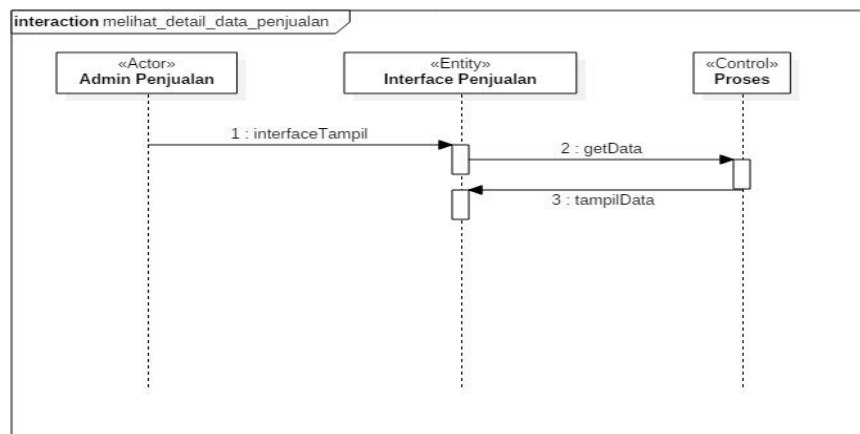 interaction melihat_detail_data_penjualan
«Actor»
Admin Penjualan
«Entity»
Interface Penjualan
«Control»
Proses
1 : interfaceTampil
2 : getData
3 : tampilData